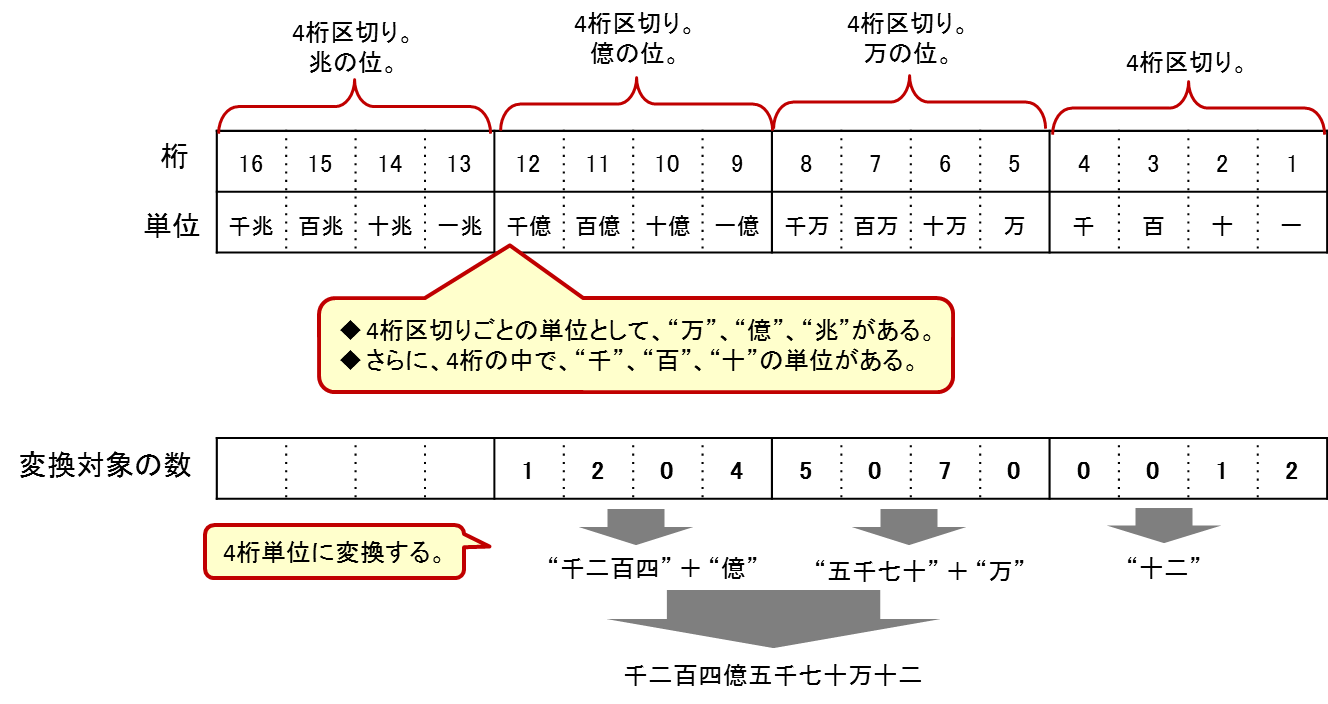 4桁区切り。
兆の位。
4桁区切り。
億の位。
4桁区切り。
万の位。
4桁区切り。
桁 16 15 14 13 12 11 10 9 8 7 6 5 4 3 2 1
単位 千兆 百兆 十兆 一兆 千億 百億 十億 一億 千万 百万 十万 万 千 百 十 一
◆ 4桁区切りごとの単位として、“万”、“億”、“兆”がある。
◆ さらに、4桁の中で、“千”、“百”、“十”の単位がある。
変換対象の数 1 2 0 4 5 0 7 0 0 0 1 2
4桁単位に変換する。
“千二百四” + “億” “五千七十” + “万” “十二”
千二百四億五千七十万十二